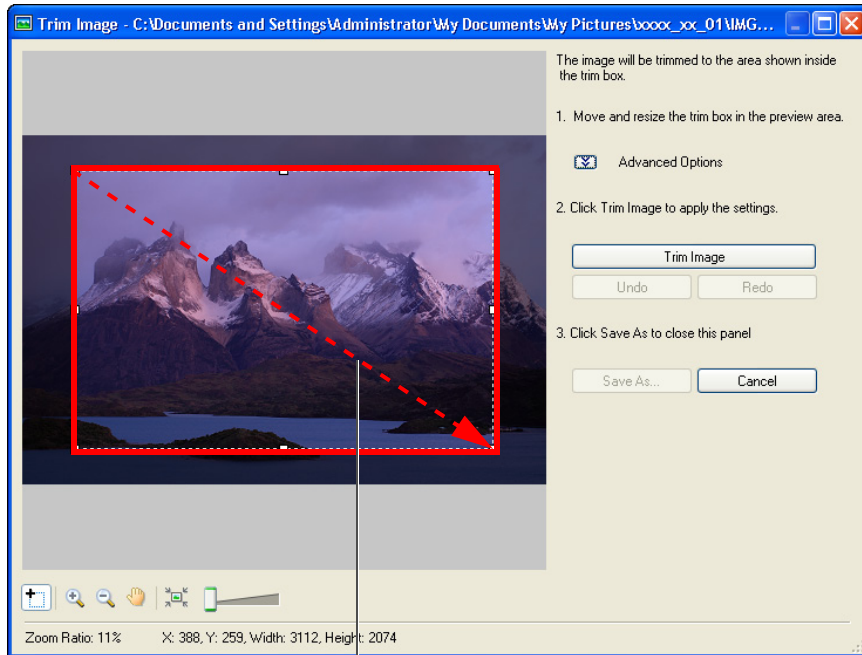 Trim Image - C:\Documents and Settings\Administrator\My Documents\My Pictures\xxxx_xx_01\IMG...
The image will be trimmed to the area shown inside
the trim box.
1. Move and resize the trim box in the preview area.
Advanced Options
2. Click Trim Image to apply the settings.
Trim Image
Undo Redo
3. Click Save As to close this panel
Save As... Cancel
Zoom Ratio: 11% X: 388, Y: 259, Width: 3112, Height: 2074